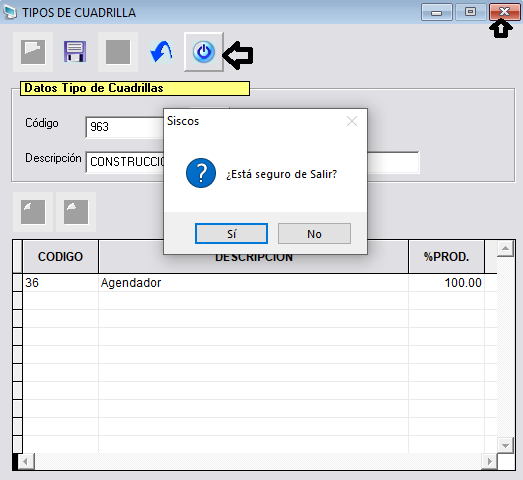 TIPOS DE CUADRILLA
Datos Tipo de Cuadrillas
Código
963
Siscos
Descripción
CONSTRUCCIO
¿Está seguro de Salir?
Sí
No
CODIGO
DESCRIPCION
%PROD.
36
Agendador
100.00